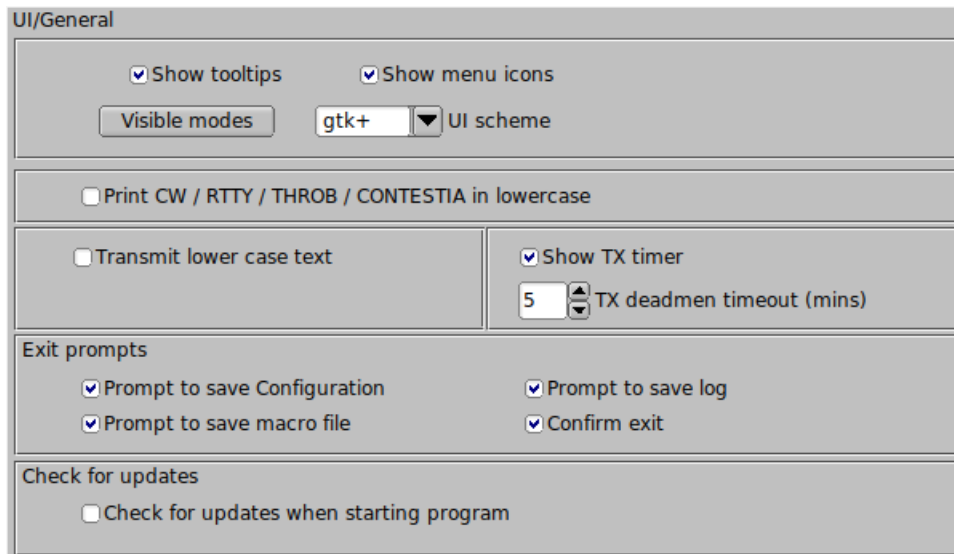 UI/General
Show tooltips
Show menu icons
Visible modes
gtk+
UI scheme
Print CW / RTTY / THROB / CONTESTIA in lowercase
Transmit lower case text
Show TX timer
5
TX deadmen timeout (mins)
Exit prompts
Prompt to save Configuration
Prompt to save log
Prompt to save macro file
Confirm exit
Check for updates
Check for updates when starting program